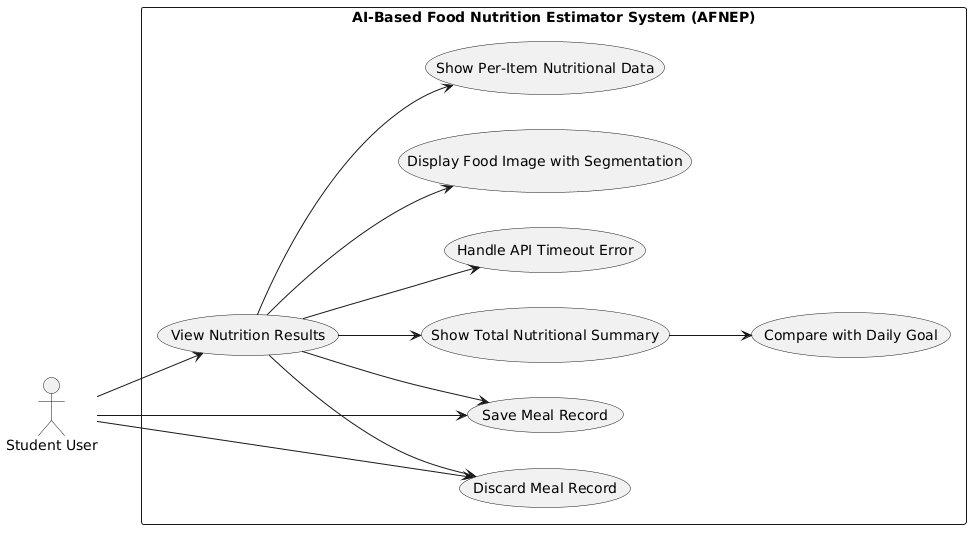 AI-Based Food Nutrition Estimator System (AFNEP)
Show Per-Item Nutritional Data
Display Food Image with Segmentation
Handle API Timeout Error
View Nutrition Results
Show Total Nutritional Summary
Compare with Daily Goal
Save Meal Record
Student User
Discard Meal Record